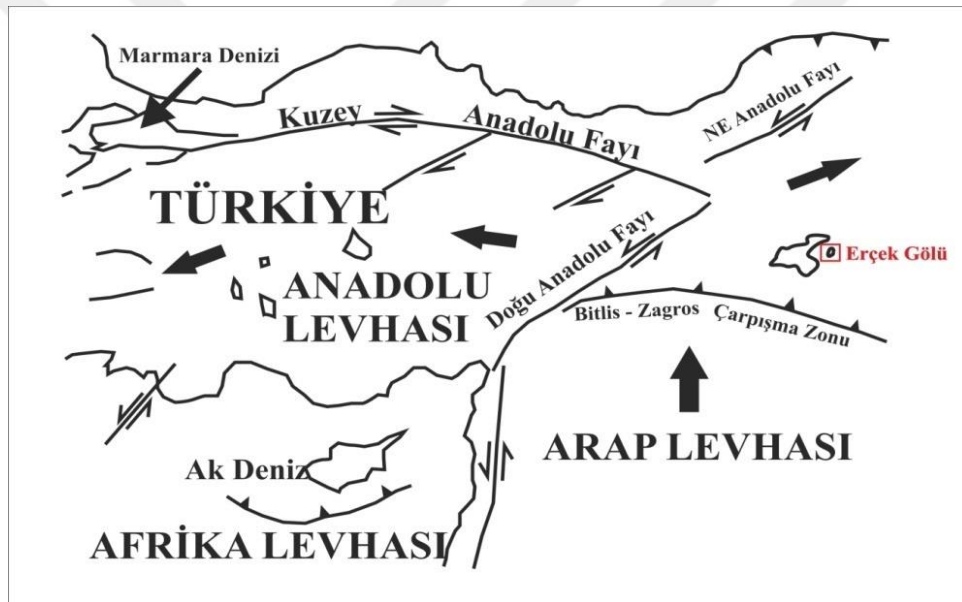 Marmara Denizi
Kuzey Anadolu Fayı
NE Anadolu Fayı
TÜRKİYE
ANADOLU
LEVHASI
Doğu Anadolu Fayı
Erçek Gölü
Bitlis - Zagros Çarpışma Zonu
ARAP LEVHASI
Ak Deniz
AFRİKA LEVHASI